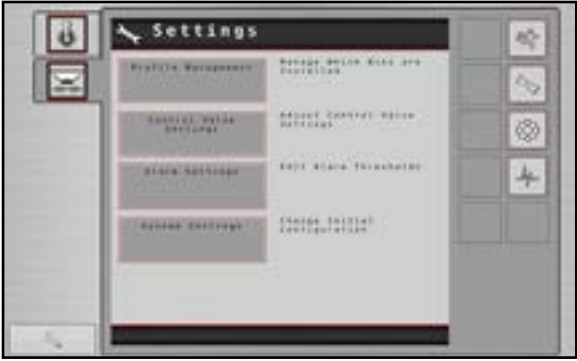 Settings
Profile Management
Manage Which Bins are
Installed
Control Valve
Settings
Adjust Control Valve
Settings
Alarm Settings
Edit Alarm Thresholds
System Settings
Change Initial
Configuration